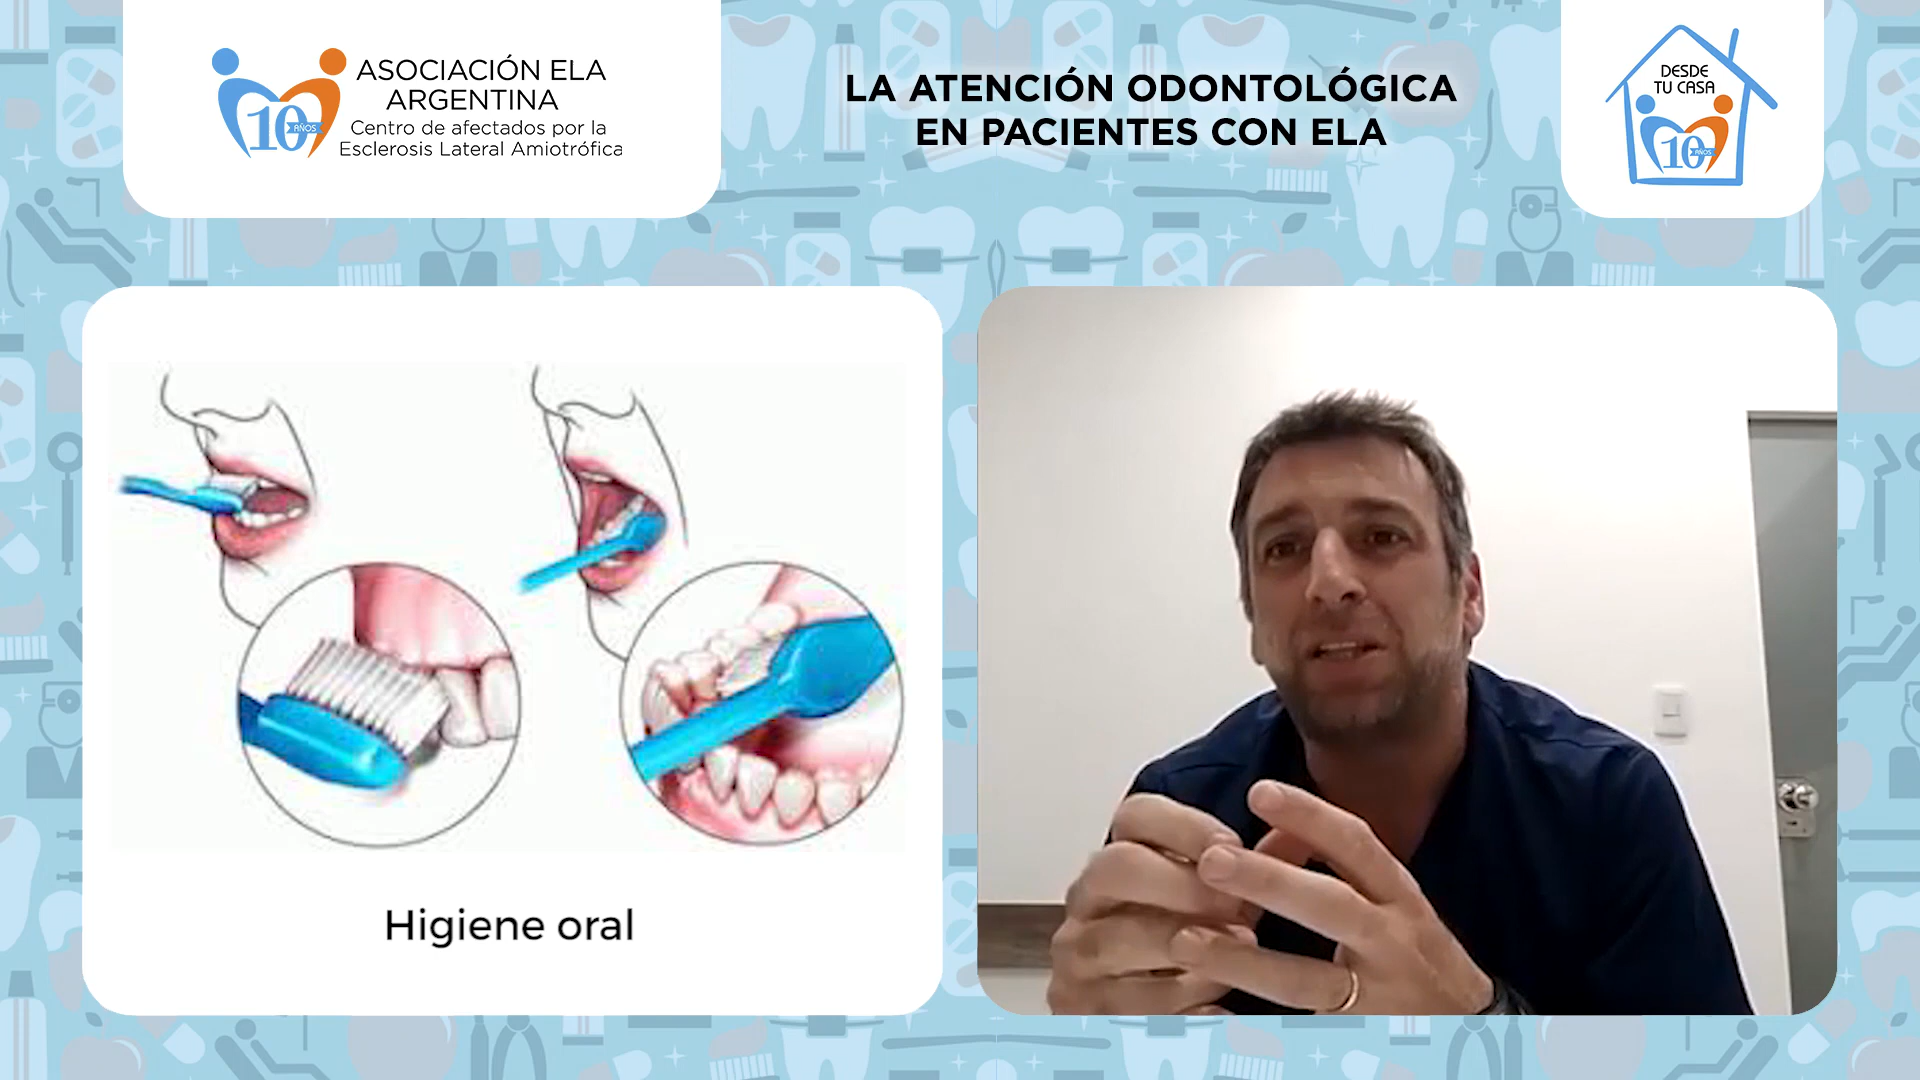 ASOCIACIÓN ELA
ARGENTINA
Centro de afectados por la
Esclerosis Lateral Amiotrófica
10 AÑOS
LA ATENCIÓN ODONTOLÓGICA
EN PACIENTES CON ELA
DESDE
TU CASA
10 AÑOS
Higiene oral